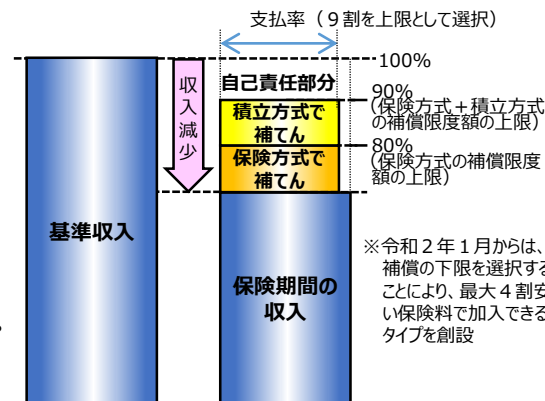 支払率（９割を上限として選択）
100%
自己責任部分
90%
（保険方式＋積立方式
の補償限度額の上限）
収入減少
積立方式で
補てん
80%
（保険方式の補償限度
額の上限）
保険方式で
補てん
基準収入
保険期間の
収入
※令和２年１月からは、
補償の下限を選択する
ことにより、最大４割安
い保険料で加入できる
タイプを創設
。